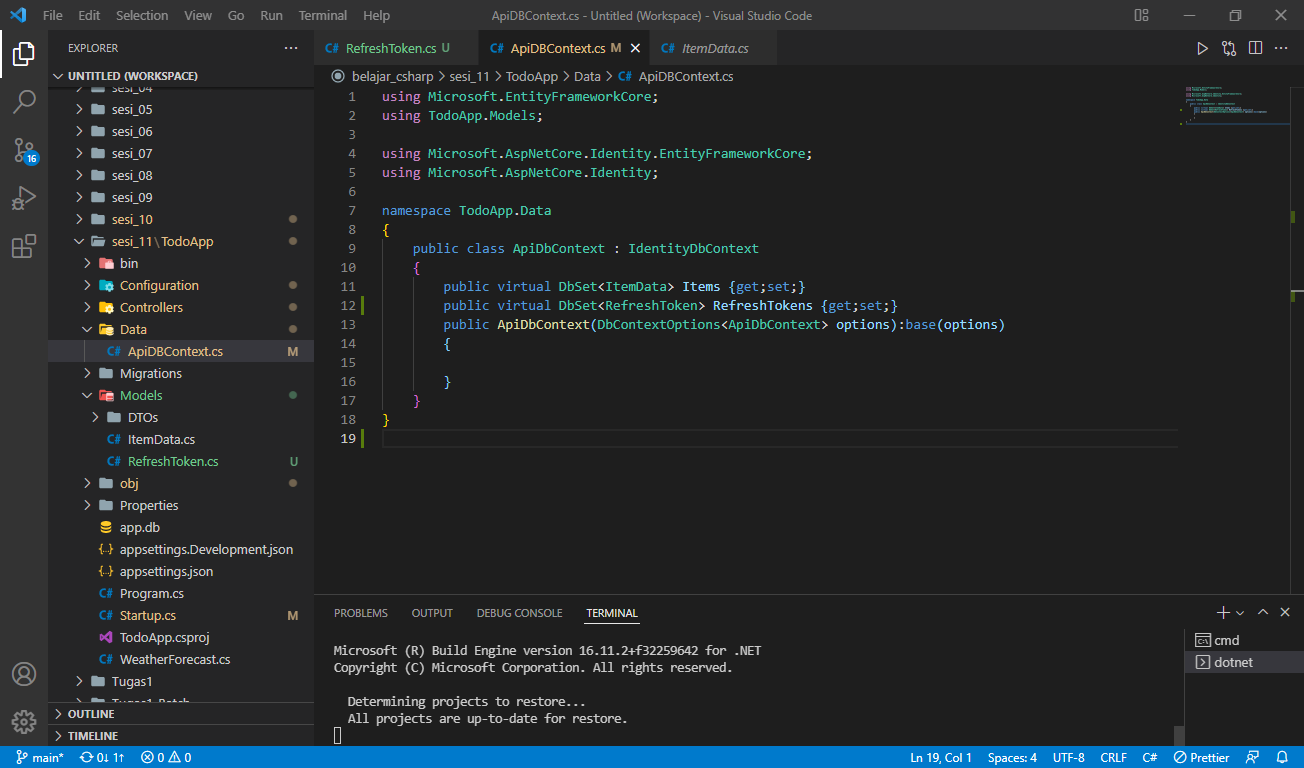 File Edit Selection View Go Run Terminal Help ApiDBContext.cs - Untitled (Workspace) - Visual Studio Code
EXPLORER
UNTITLED (WORKSPACE)
sesi_04
sesi_05
sesi_06
sesi_07
sesi_08
sesi_09
sesi_10
sesi_11\TodoApp
bin
Configuration
Controllers
Data
C# ApiDBContext.cs M
Migrations
Models
DTOs
C# ItemData.cs
C# RefreshToken.cs U
obj
Properties
app.db
{..} appsettings.Development.json
{..} appsettings.json
C# Program.cs
C# Startup.cs M
TodoApp.csproj
C# WeatherForecast.cs
Tugas1
Tugas1_Batch
OUTLINE
TIMELINE
16
C# RefreshToken.cs U C# ApiDBContext.cs M C# ItemData.cs
belajar_csharp > sesi_11 > TodoApp > Data > C# ApiDBContext.cs
1 using Microsoft.EntityFrameworkCore;
2 using TodoApp.Models;
3
4 using Microsoft.AspNetCore.Identity.EntityFrameworkCore;
5 using Microsoft.AspNetCore.Identity;
6
7 namespace TodoApp.Data
8 {
9 public class ApiDbContext : IdentityDbContext
10 {
11 public virtual DbSet<ItemData> Items {get;set;}
12 public virtual DbSet<RefreshToken> RefreshTokens {get;set;}
13 public ApiDbContext(DbContextOptions<ApiDbContext> options):base(options)
14 {
15
16 }
17 }
18 }
19
PROBLEMS OUTPUT DEBUG CONSOLE TERMINAL
Microsoft (R) Build Engine version 16.11.2+f32259642 for .NET
Copyright (C) Microsoft Corporation. All rights reserved.
Determining projects to restore...
All projects are up-to-date for restore.
cmd
dotnet
main* 0↓ 1↑ 0 0 Ln 19, Col 1 Spaces: 4 UTF-8 CRLF C# Prettier